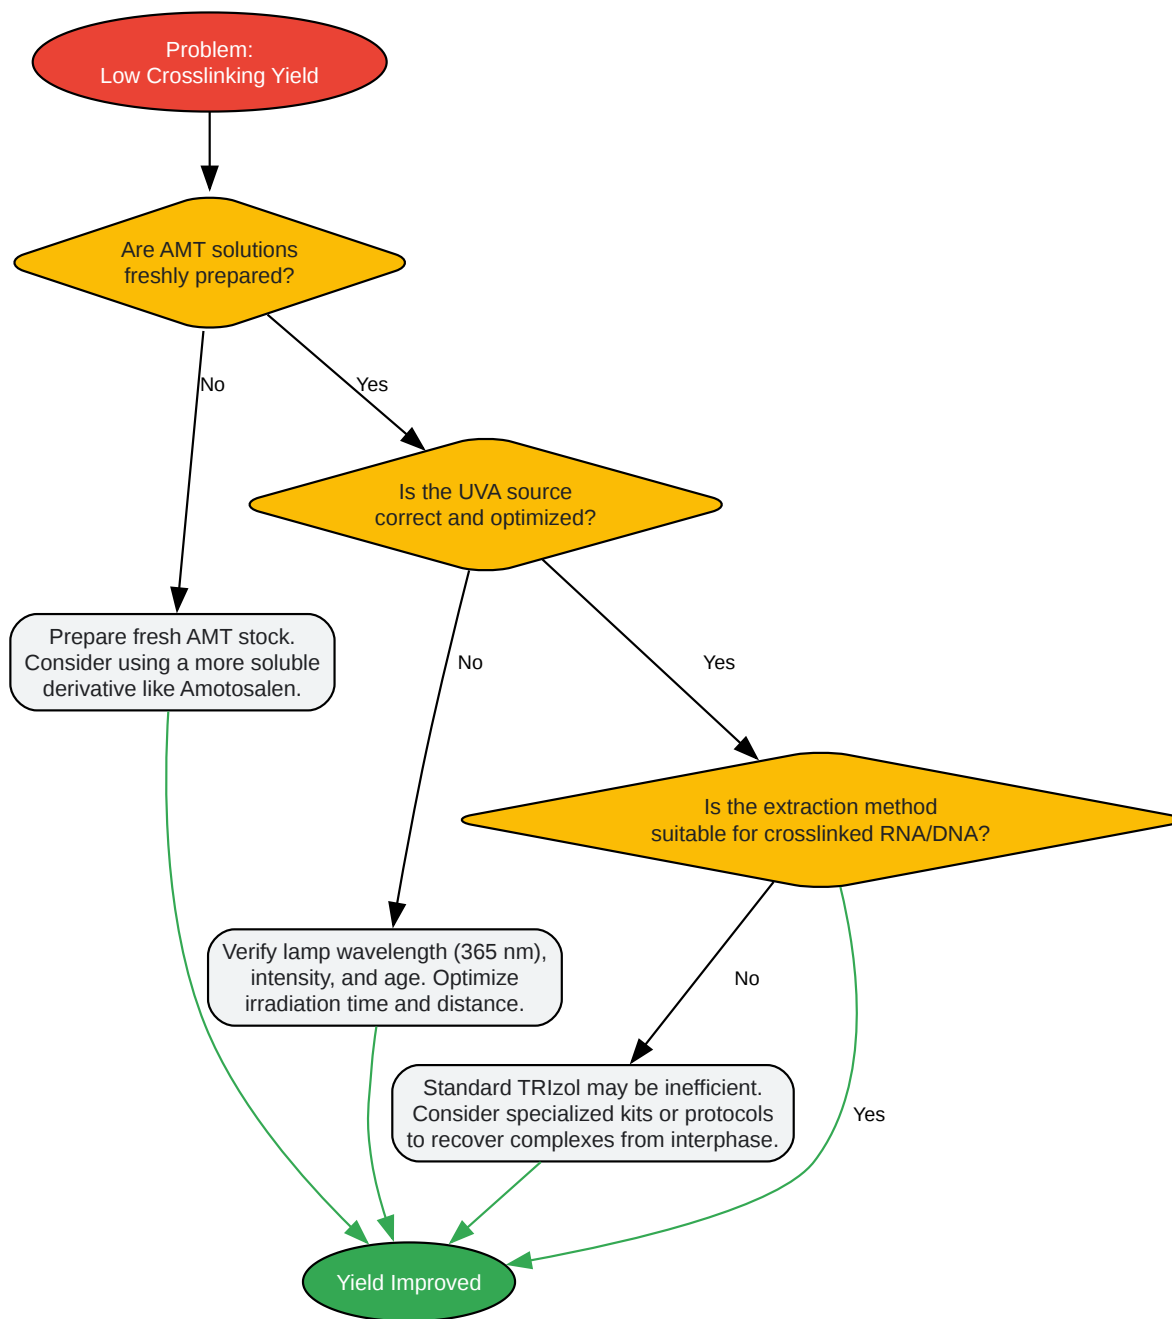 Problem:
Low Crosslinking Yield
Are AMT solutions
freshly prepared?
No
Yes
Is the UVA source
correct and optimized?
Prepare fresh AMT stock.
Consider using a more soluble
derivative like Amotosalen.
No
Yes
Is the extraction method
suitable for crosslinked RNA/DNA?
Verify lamp wavelength (365 nm),
intensity, and age. Optimize
irradiation time and distance.
No
Standard TRIzol may be inefficient.
Consider specialized kits or protocols
to recover complexes from interphase.
Yes
Yield Improved